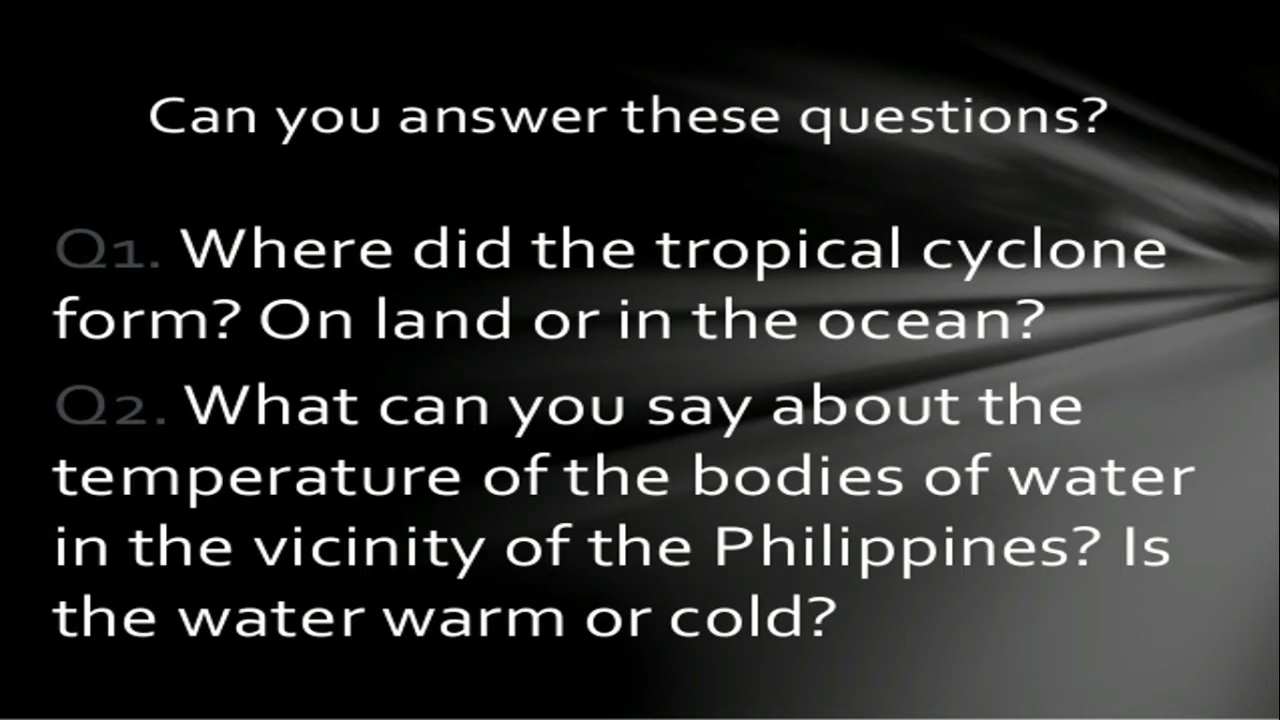 Can you answer these questions?
Q1. Where did the tropical cyclone
form? On land or in the ocean?
Q2. What can you say about the
temperature of the bodies of water
in the vicinity of the Philippines? Is
the water warm or cold?